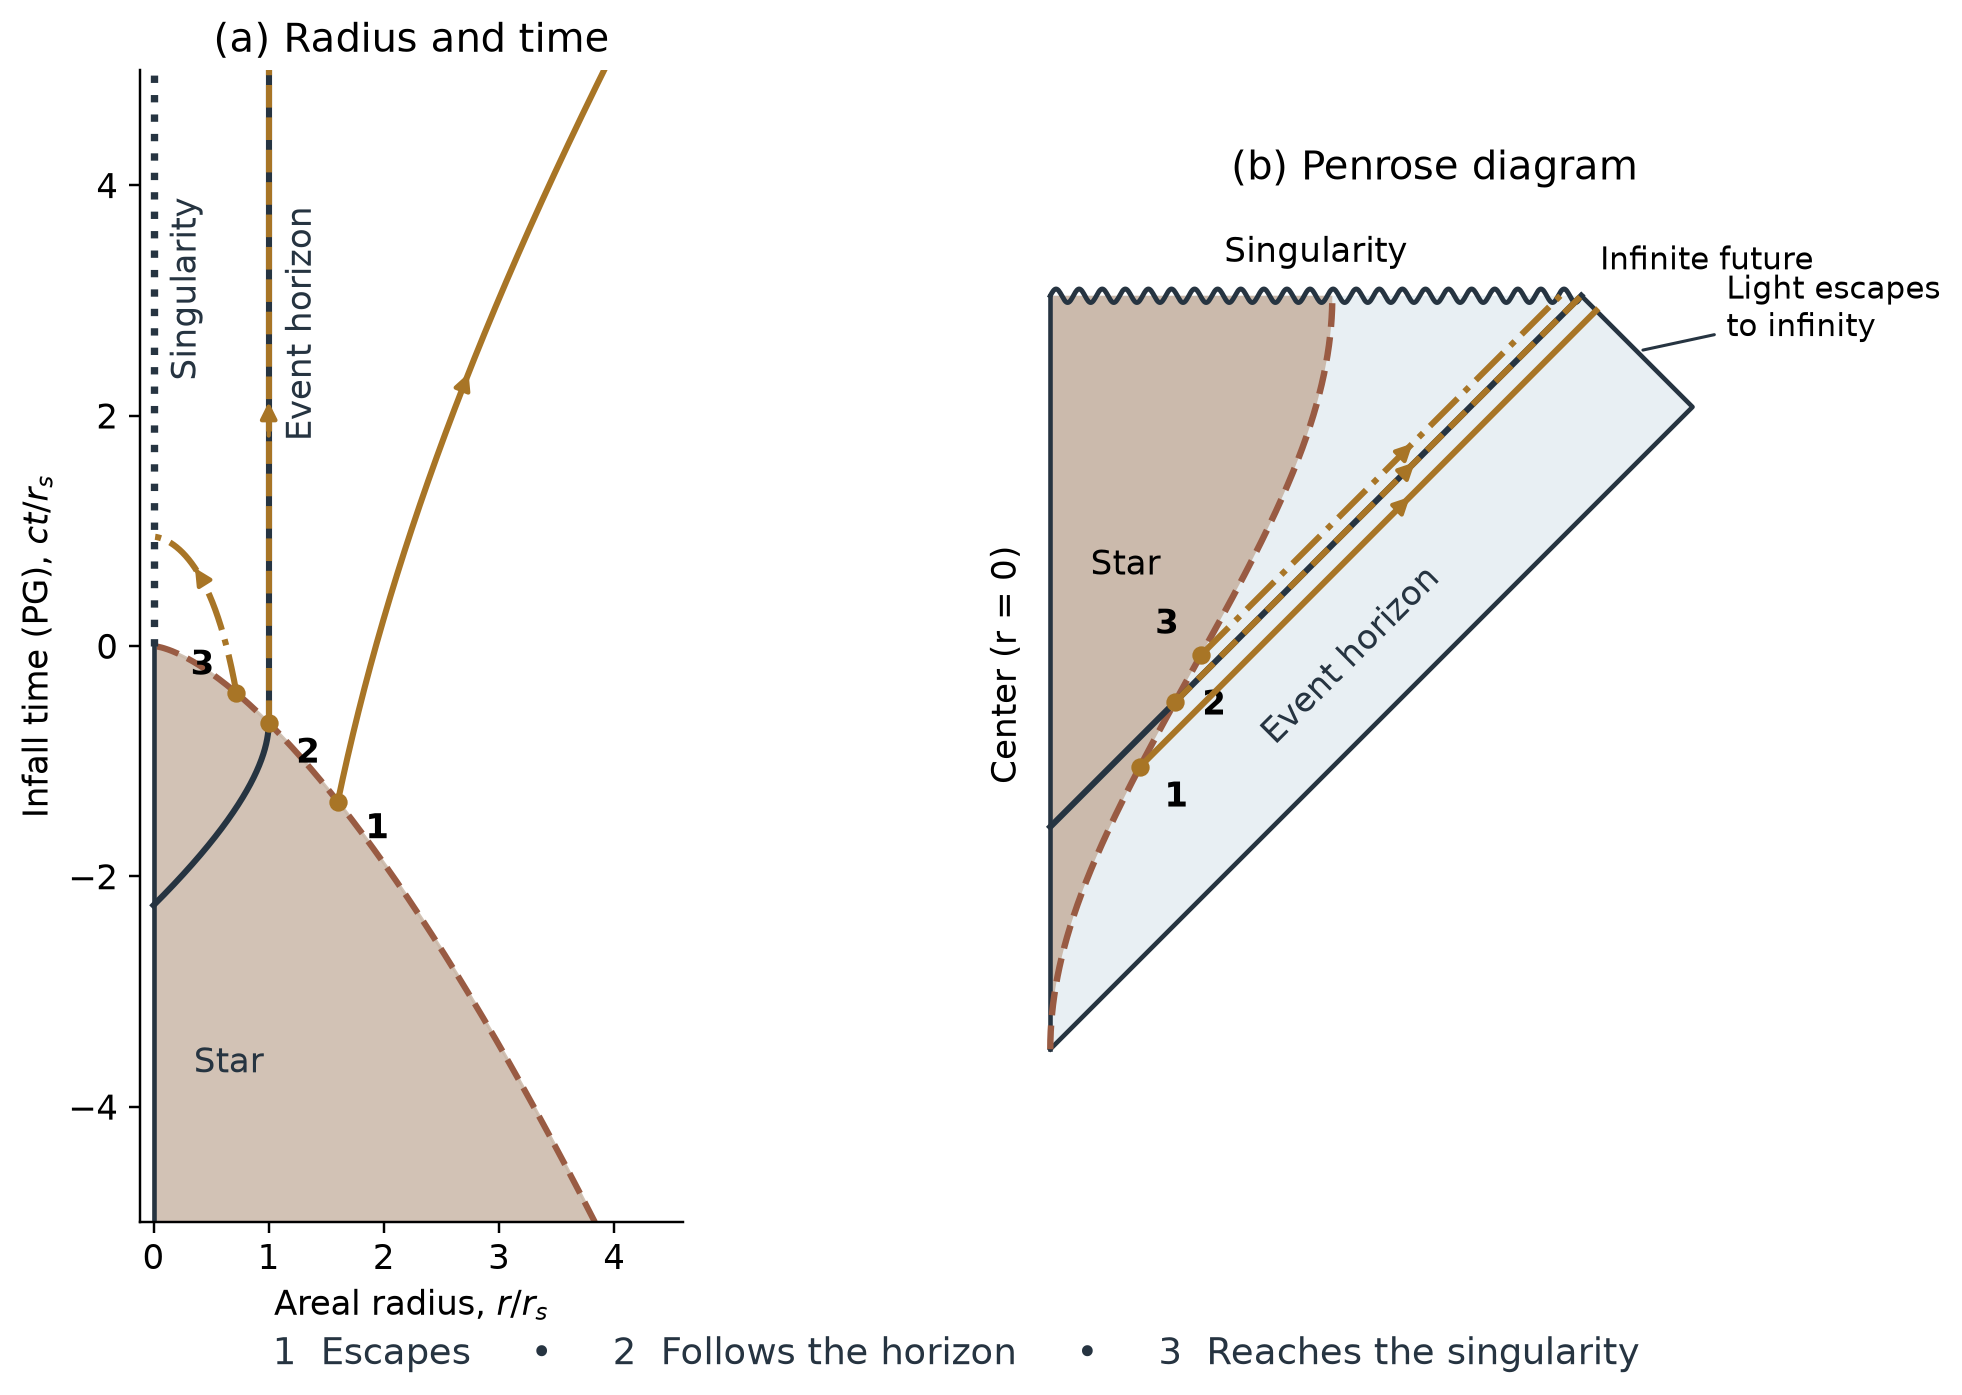 (a) Radius and time
Singularity
Event horizon
4
2
0
−2
−4
Infall time (PG), ct/rₛ
3
2
1
Star
0
1
2
3
4
Areal radius, r/rₛ
(b) Penrose diagram
Singularity
Infinite future
Light escapes
to infinity
Center (r = 0)
Star
3
2
1
Event horizon
1 Escapes • 2 Follows the horizon • 3 Reaches the singularity